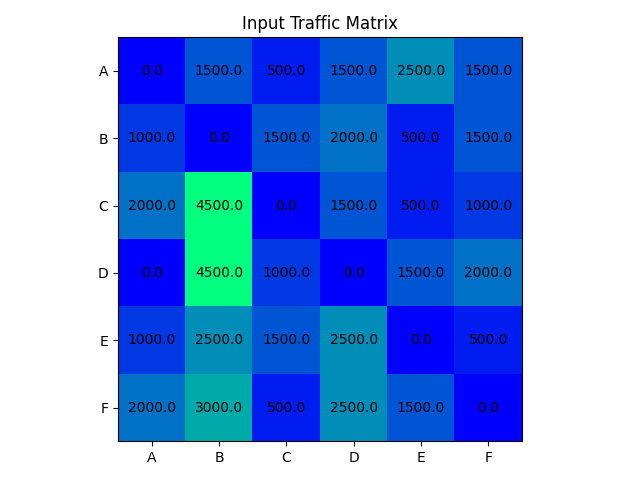 Input Traffic Matrix
A 0.0 1500.0 500.0 1500.0 2500.0 1500.0
B 1000.0 0.0 1500.0 2000.0 500.0 1500.0
C 2000.0 4500.0 0.0 1500.0 500.0 1000.0
D 0.0 4500.0 1000.0 0.0 1500.0 2000.0
E 1000.0 2500.0 1500.0 2500.0 0.0 500.0
F 2000.0 3000.0 500.0 2500.0 1500.0 0.0
A B C D E F